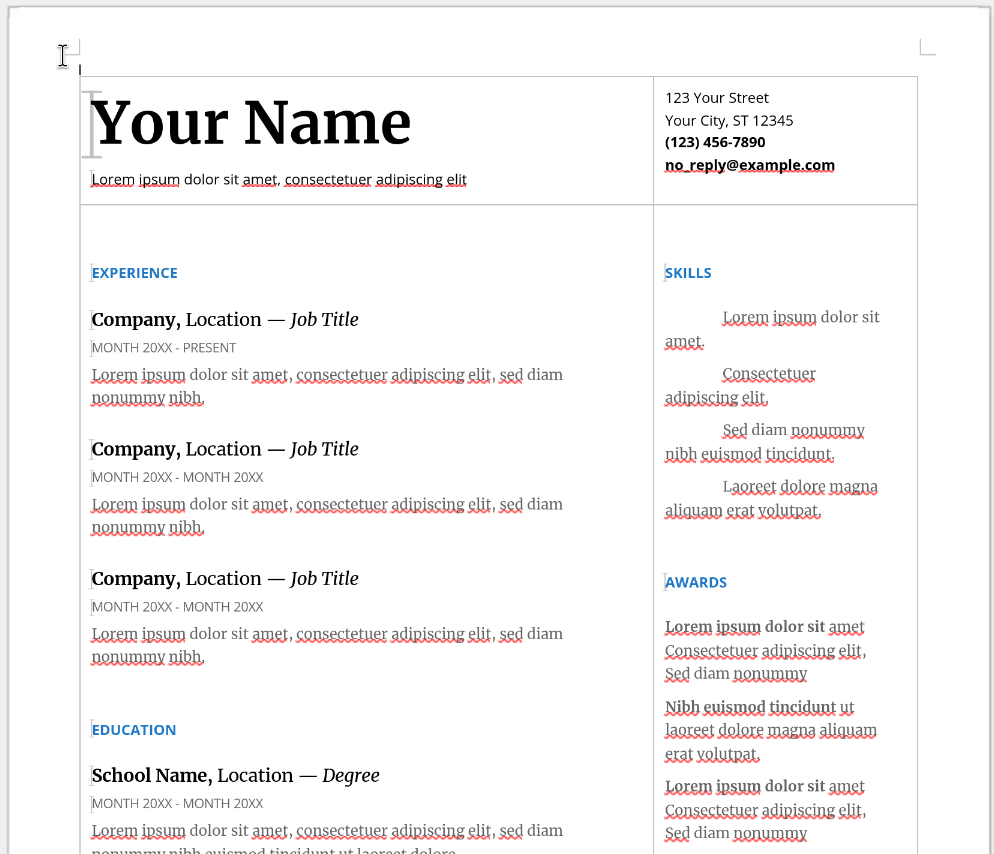 Your Name
Lorem ipsum dolor sit amet, consectetuer adipiscing elit
123 Your Street
Your City, ST 12345
(123) 456-7890
no_reply@example.com
EXPERIENCE
Company, Location — Job Title
MONTH 20XX - PRESENT
Lorem ipsum dolor sit amet, consectetuer adipiscing elit, sed diam
nonummy nibh.
Company, Location — Job Title
MONTH 20XX - MONTH 20XX
Lorem ipsum dolor sit amet, consectetuer adipiscing elit, sed diam
nonummy nibh.
Company, Location — Job Title
MONTH 20XX - MONTH 20XX
Lorem ipsum dolor sit amet, consectetuer adipiscing elit, sed diam
nonummy nibh.
EDUCATION
School Name, Location — Degree
MONTH 20XX - MONTH 20XX
Lorem ipsum dolor sit amet, consectetuer adipiscing elit, sed diam
nonummy nibh euismod tincidunt ut laoreet dolore.
SKILLS
Lorem ipsum dolor sit
amet.
Consectetuer
adipiscing elit.
Sed diam nonummy
nibh euismod tincidunt.
Laoreet dolore magna
aliquam erat volutpat.
AWARDS
Lorem ipsum dolor sit amet
Consectetuer adipiscing elit,
Sed diam nonummy
Nibh euismod tincidunt ut
laoreet dolore magna aliquam
erat volutpat.
Lorem ipsum dolor sit amet
Consectetuer adipiscing elit,
Sed diam nonummy